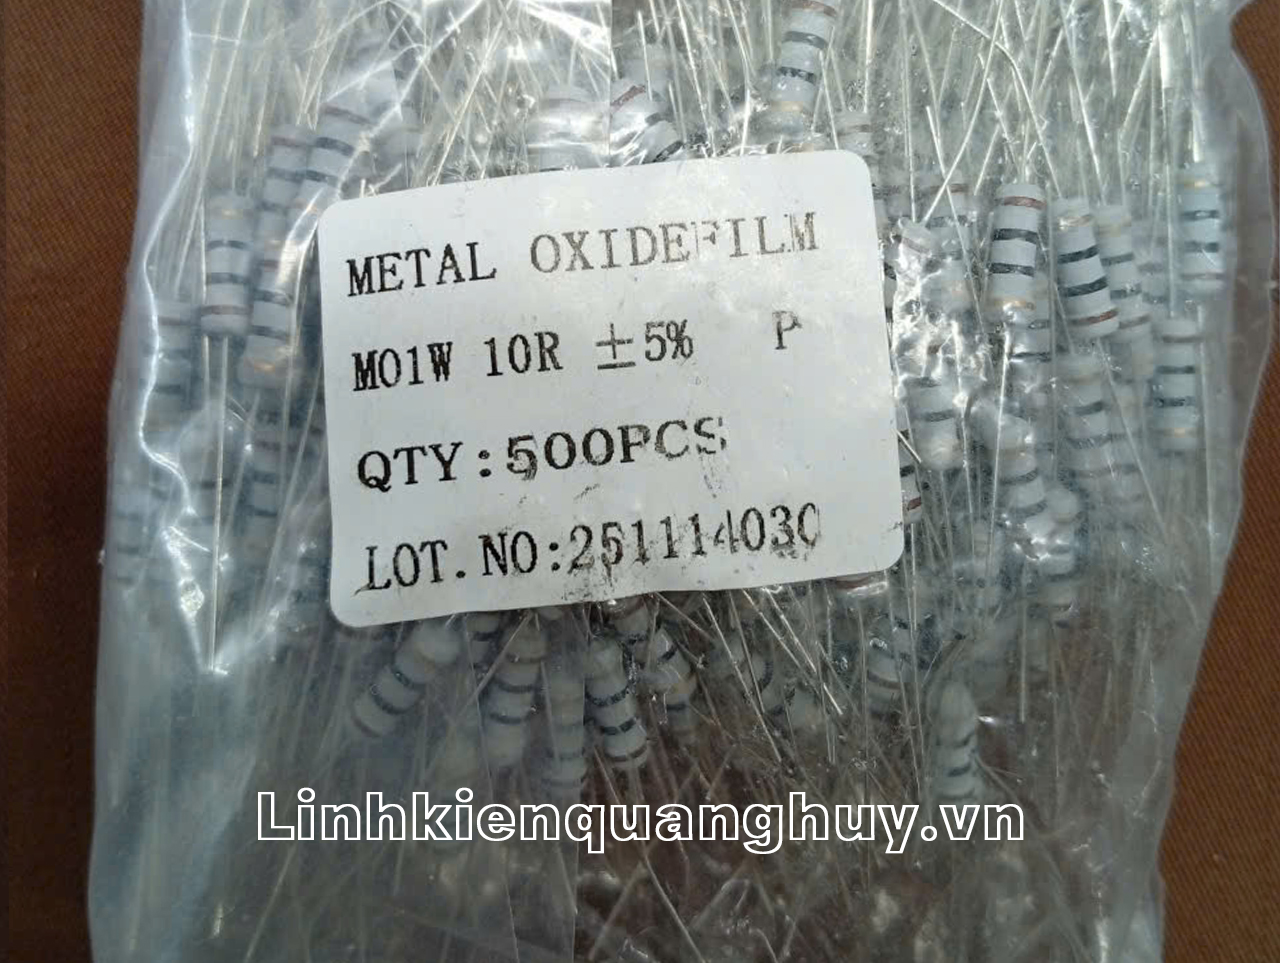 METAL OXIDEFILM
MO1W 10R ±5% P
QTY:500PCS
LOT.NO:251114030
Linhkienquanghuy.vn